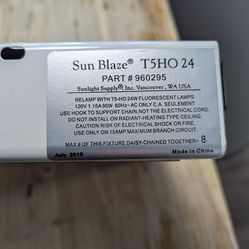 Sun Blaze® T5HO 24
PART # 960295
Sunlight Supply® Inc. Vancouver, WA USA
RELAMP WITH T5-HO 24W FLUORESCENT LAMPS
120V 1.15A 96W 60Hz~AC ONLY C.A. SEULEMENT
USE HOOK TO SUPPORT CHAIN.NOT THE ELECTRICAL CORD.
DO NOT INSTALL ON RADIANT-HEATING TYPE CEILING.
CAUTION.RISK OF ELECTRICAL SHOCK OR FIRE.
USE ONLY ON 15AMP MAXIMUM BRANCH CIRCUIT.
MAX # OF THIS FIXTURE DAISY-CHAINED TOGETHER= 8
July 2015
Made in China